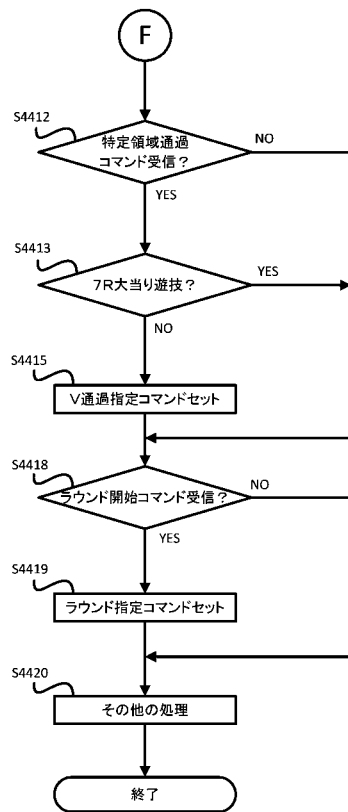 F
S4412
特定領域通過
コマンド受信?
NO
YES
S4413
7R大当り遊技?
YES
NO
S4415
V通過指定コマンドセット
S4418
ラウンド開始コマンド受信?
NO
YES
S4419
ラウンド指定コマンドセット
S4420
その他の処理
終了